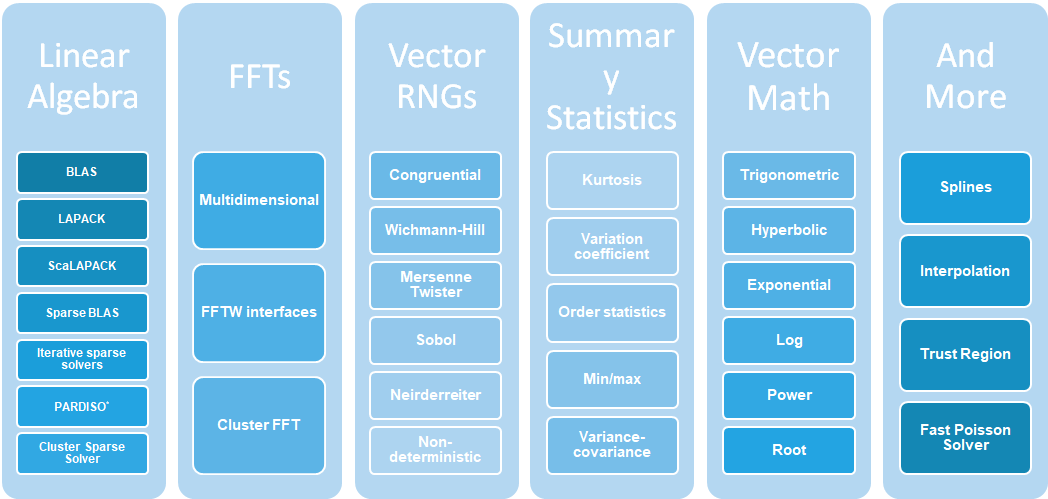 Linear
Algebra
BLAS
LAPACK
ScaLAPACK
Sparse BLAS
Iterative sparse
solvers
PARDISO*
Cluster Sparse
Solver
FFTs
Multidimensional
FFTW interfaces
Cluster FFT
Vector
RNGs
Congruential
Wichmann-Hill
Mersenne
Twister
Sobol
Neirderreiter
Non-
deterministic
Summar
y
Statistics
Kurtosis
Variation
coefficient
Order statistics
Min/max
Variance-
covariance
Vector
Math
Trigonometric
Hyperbolic
Exponential
Log
Power
Root
And
More
Splines
Interpolation
Trust Region
Fast Poisson
Solver